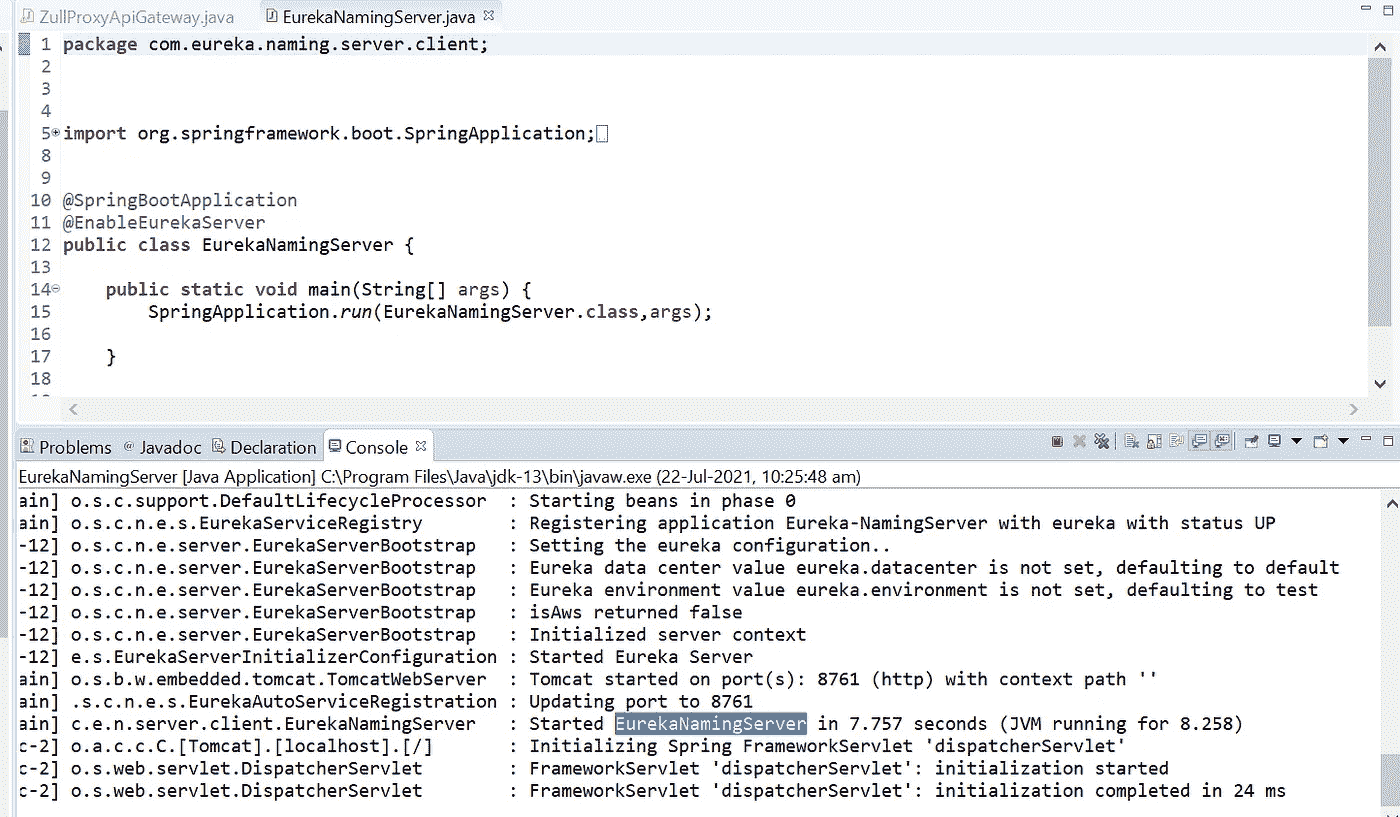 ZullProxyApiGateway.java EurekaNamingServer.java
1 package com.eureka.naming.server.client;
2
3
4
5 import org.springframework.boot.SpringApplication;
8
9
10 @SpringBootApplication
11 @EnableEurekaServer
12 public class EurekaNamingServer {
13
14 public static void main(String[] args) {
15 SpringApplication.run(EurekaNamingServer.class,args);
16
17 }
18
Problems @ Javadoc Declaration Console
EurekaNamingServer [Java Application] C:\Program Files\Java\jdk-13\bin\javaw.exe (22-Jul-2021, 10:25:48 am)
ain] o.s.c.support.DefaultLifecycleProcessor : Starting beans in phase 0
ain] o.s.c.n.e.s.EurekaServiceRegistry : Registering application Eureka-NamingServer with eureka with status UP
-12] o.s.c.n.e.server.EurekaServerBootstrap : Setting the eureka configuration..
-12] o.s.c.n.e.server.EurekaServerBootstrap : Eureka data center value eureka.datacenter is not set, defaulting to default
-12] o.s.c.n.e.server.EurekaServerBootstrap : Eureka environment value eureka.environment is not set, defaulting to test
-12] o.s.c.n.e.server.EurekaServerBootstrap : isAws returned false
-12] o.s.c.n.e.server.EurekaServerBootstrap : Initialized server context
-12] e.s.EurekaServerInitializerConfiguration : Started Eureka Server
ain] o.s.b.w.embedded.tomcat.TomcatWebServer : Tomcat started on port(s): 8761 (http) with context path ''
ain] .s.c.n.e.s.EurekaAutoServiceRegistration : Updating port to 8761
ain] c.e.n.server.client.EurekaNamingServer : Started EurekaNamingServer in 7.757 seconds (JVM running for 8.258)
c-2] o.a.c.c.C.[Tomcat].[localhost].[/] : Initializing Spring FrameworkServlet 'dispatcherServlet'
c-2] o.s.web.servlet.DispatcherServlet : FrameworkServlet 'dispatcherServlet': initialization started
c-2] o.s.web.servlet.DispatcherServlet : FrameworkServlet 'dispatcherServlet': initialization completed in 24 ms